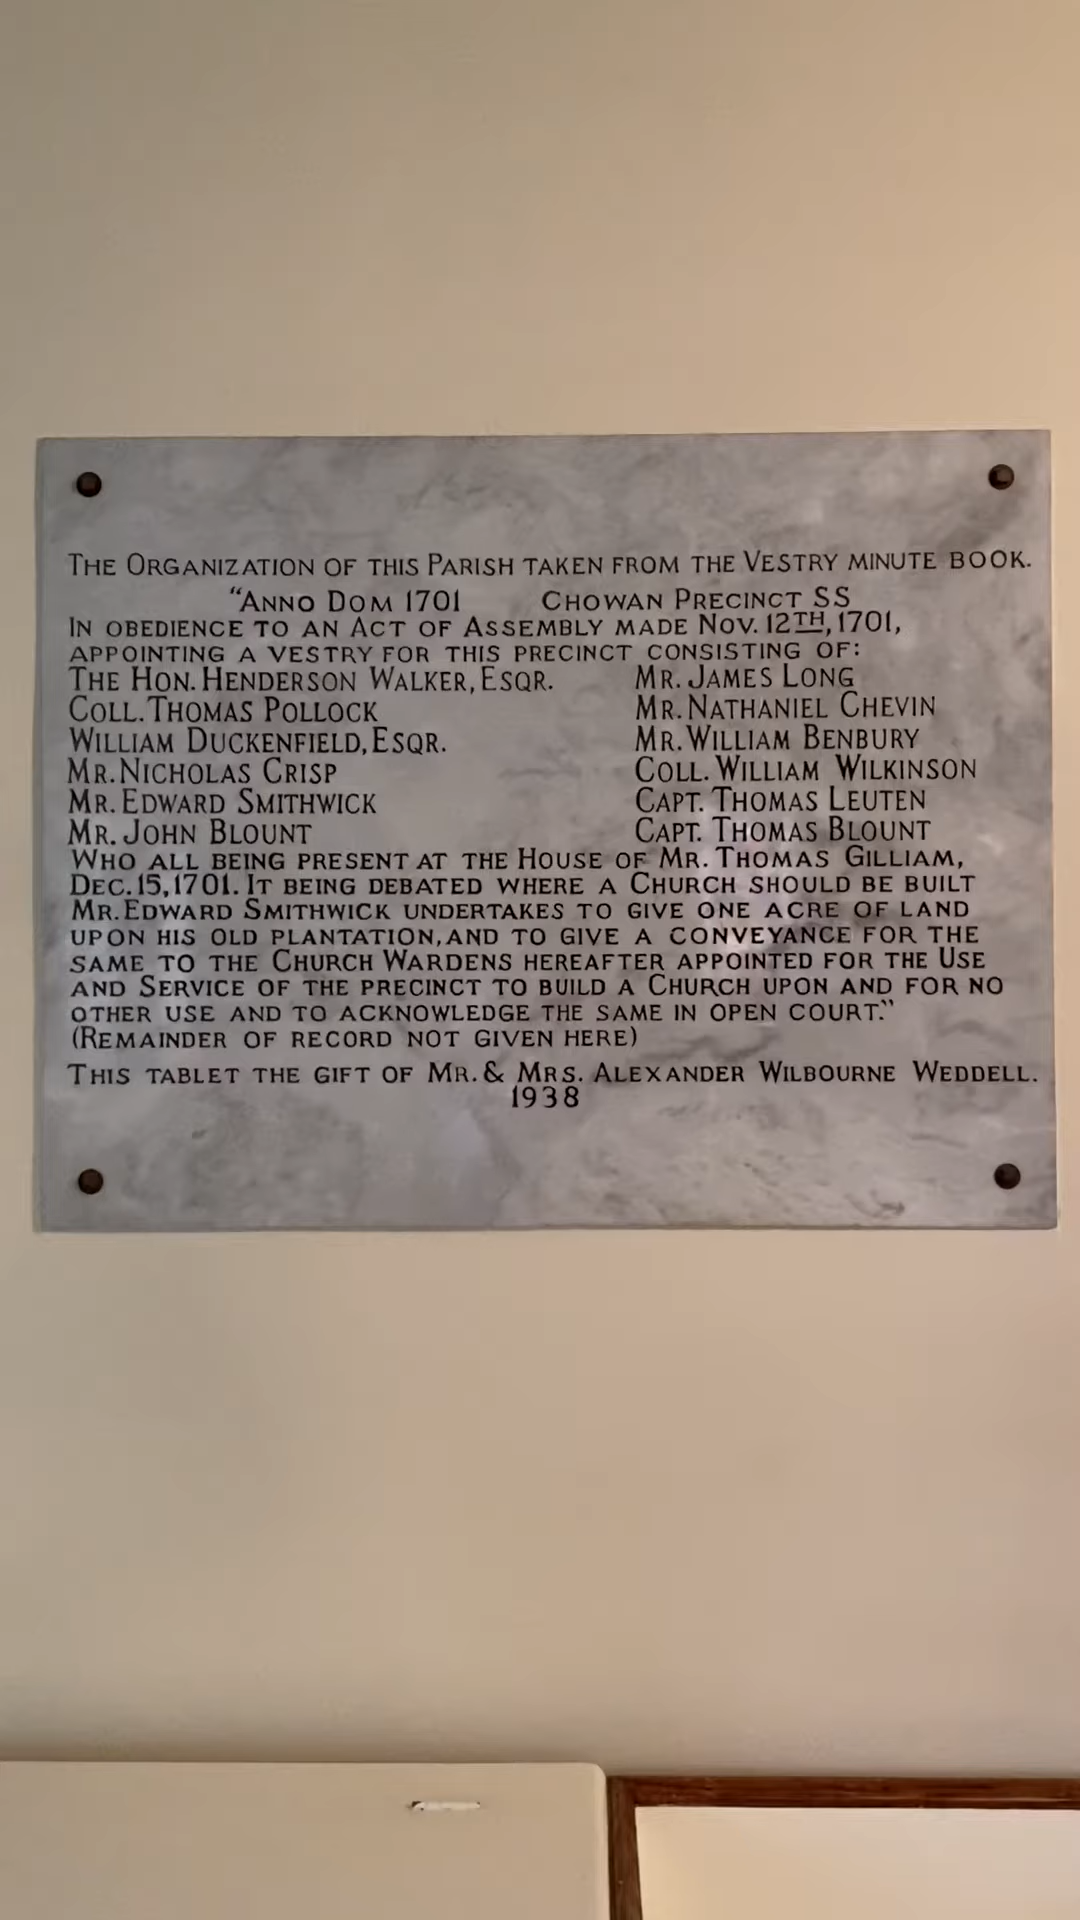 THE ORGANIZATION OF THIS PARISH TAKEN FROM THE VESTRY MINUTE BOOK.
"ANNO DOM 1701 CHOWAN PRECINCT SS
IN OBEDIENCE TO AN ACT OF ASSEMBLY MADE NOV. 12TH, 1701,
APPOINTING A VESTRY FOR THIS PRECINCT CONSISTING OF:
THE HON. HENDERSON WALKER, ESQR. MR. JAMES LONG
COLL. THOMAS POLLOCK MR. NATHANIEL CHEVIN
WILLIAM DUCKENFIELD, ESQR. MR. WILLIAM BENBURY
MR. NICHOLAS CRISP COLL. WILLIAM WILKINSON
MR. EDWARD SMITHWICK CAPT. THOMAS LEUTEN
MR. JOHN BLOUNT CAPT. THOMAS BLOUNT
WHO ALL BEING PRESENT AT THE HOUSE OF MR. THOMAS GILLIAM,
DEC. 15, 1701. IT BEING DEBATED WHERE A CHURCH SHOULD BE BUILT
MR. EDWARD SMITHWICK UNDERTAKES TO GIVE ONE ACRE OF LAND
UPON HIS OLD PLANTATION, AND TO GIVE A CONVEYANCE FOR THE
SAME TO THE CHURCH WARDENS HEREAFTER APPOINTED FOR THE USE
AND SERVICE OF THE PRECINCT TO BUILD A CHURCH UPON AND FOR NO
OTHER USE AND TO ACKNOWLEDGE THE SAME IN OPEN COURT."
(REMAINDER OF RECORD NOT GIVEN HERE)
THIS TABLET THE GIFT OF MR. & MRS. ALEXANDER WILBOURNE WEDDELL.
1938